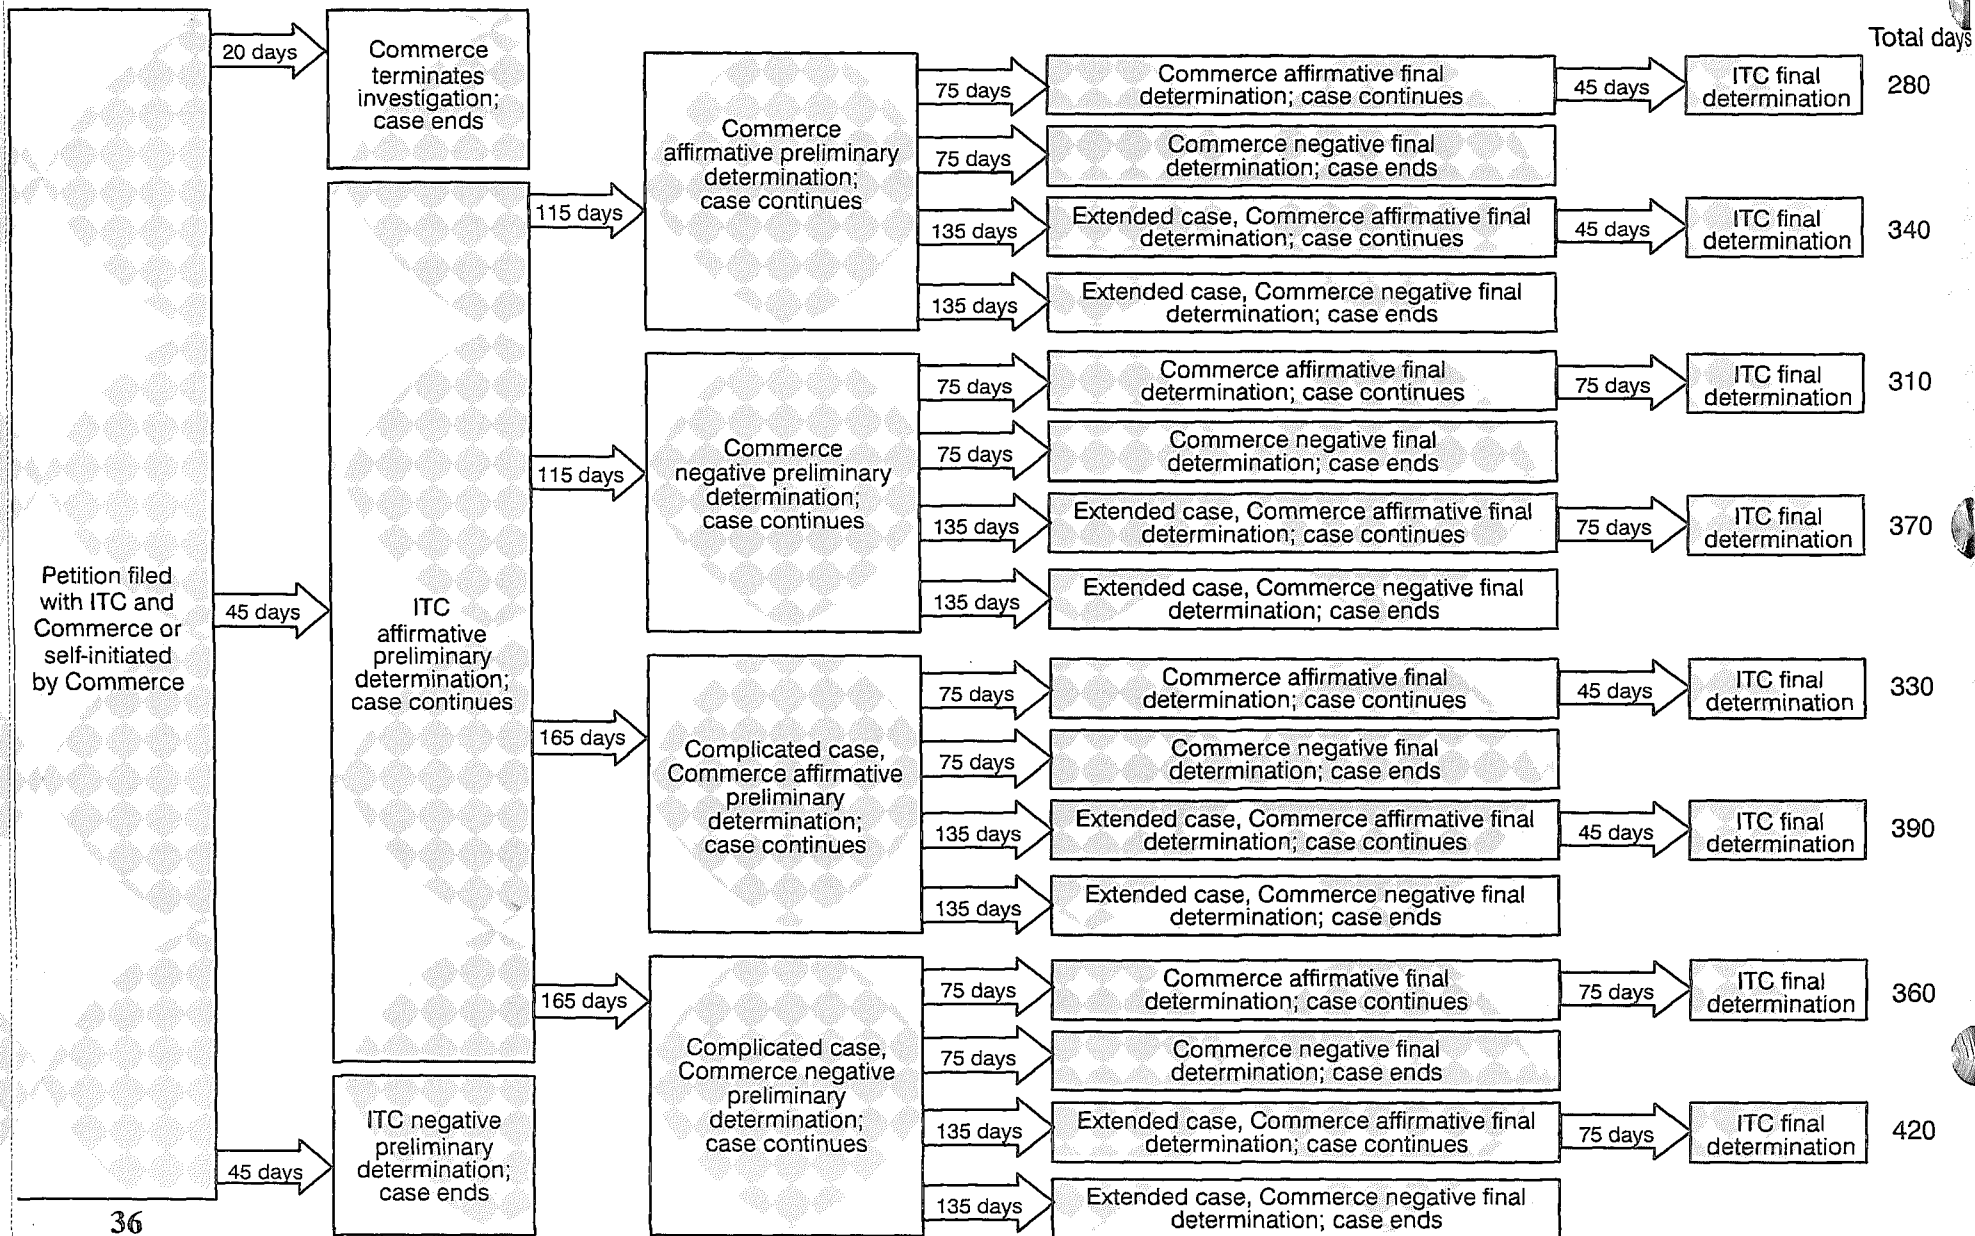 Total days
Petition filed
with ITC and
Commerce or
self-initiated
by Commerce
20 days
Commerce
terminates
investigation;
case ends
45 days
ITC
affirmative
preliminary
determination;
case continues
45 days
ITC negative
preliminary
determination;
case ends
115 days
Commerce
affirmative preliminary
determination;
case continues
75 days
Commerce affirmative final
determination; case continues
45 days
ITC final
determination
280
75 days
Commerce negative final
determination; case ends
135 days
Extended case, Commerce affirmative final
determination; case continues
45 days
ITC final
determination
340
135 days
Extended case, Commerce negative final
determination; case ends
115 days
Commerce
negative preliminary
determination;
case continues
75 days
Commerce affirmative final
determination; case continues
75 days
ITC final
determination
310
75 days
Commerce negative final
determination; case ends
135 days
Extended case, Commerce affirmative final
determination; case continues
75 days
ITC final
determination
370
135 days
Extended case, Commerce negative final
determination; case ends
165 days
Complicated case,
Commerce affirmative
preliminary
determination;
case continues
75 days
Commerce affirmative final
determination; case continues
45 days
ITC final
determination
330
75 days
Commerce negative final
determination; case ends
135 days
Extended case, Commerce affirmative final
determination; case continues
45 days
ITC final
determination
390
135 days
Extended case, Commerce negative final
determination; case ends
165 days
Complicated case,
Commerce negative
preliminary
determination;
case continues
75 days
Commerce affirmative final
determination; case continues
75 days
ITC final
determination
360
75 days
Commerce negative final
determination; case ends
135 days
Extended case, Commerce affirmative final
determination; case continues
75 days
ITC final
determination
420
135 days
Extended case, Commerce negative final
determination; case ends
36